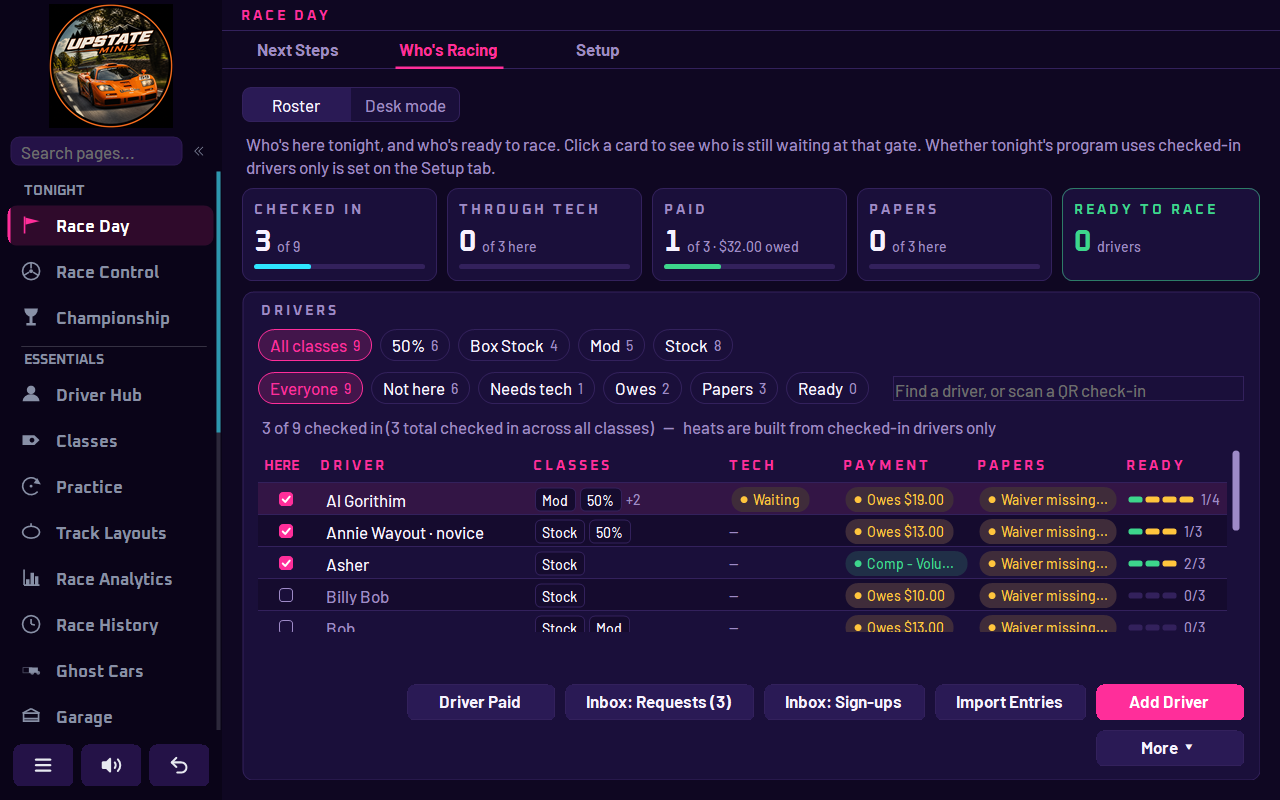 UPSTATE
MINIZ
Search pages...
TONIGHT
Race Day
Race Control
Championship
ESSENTIALS
Driver Hub
Classes
Practice
Track Layouts
Race Analytics
Race History
Ghost Cars
Garage
RACE DAY
Next Steps Who's Racing Setup
Roster Desk mode
Who's here tonight, and who's ready to race. Click a card to see who is still waiting at that gate. Whether tonight's program uses checked-in
drivers only is set on the Setup tab.
CHECKED IN
3 of 9
THROUGH TECH
0 of 3 here
PAID
1 of 3 · $32.00 owed
PAPERS
0 of 3 here
READY TO RACE
0 drivers
DRIVERS
All classes 9 50% 6 Box Stock 4 Mod 5 Stock 8
Everyone 9 Not here 6 Needs tech 1 Owes 2 Papers 3 Ready 0 Find a driver, or scan a QR check-in
3 of 9 checked in (3 total checked in across all classes) — heats are built from checked-in drivers only
HERE DRIVER CLASSES TECH PAYMENT PAPERS READY
Al Gorithim Mod 50% +2 Waiting Owes $19.00 Waiver missing... 1/4
Annie Wayout · novice Stock 50% – Owes $13.00 Waiver missing... 1/3
Asher Stock – Comp - Volu... Waiver missing... 2/3
Billy Bob Stock – Owes $10.00 Waiver missing... 0/3
Bob Stock Mod – Owes $13.00 Waiver missing... 0/3
Driver Paid Inbox: Requests (3) Inbox: Sign-ups Import Entries Add Driver
More